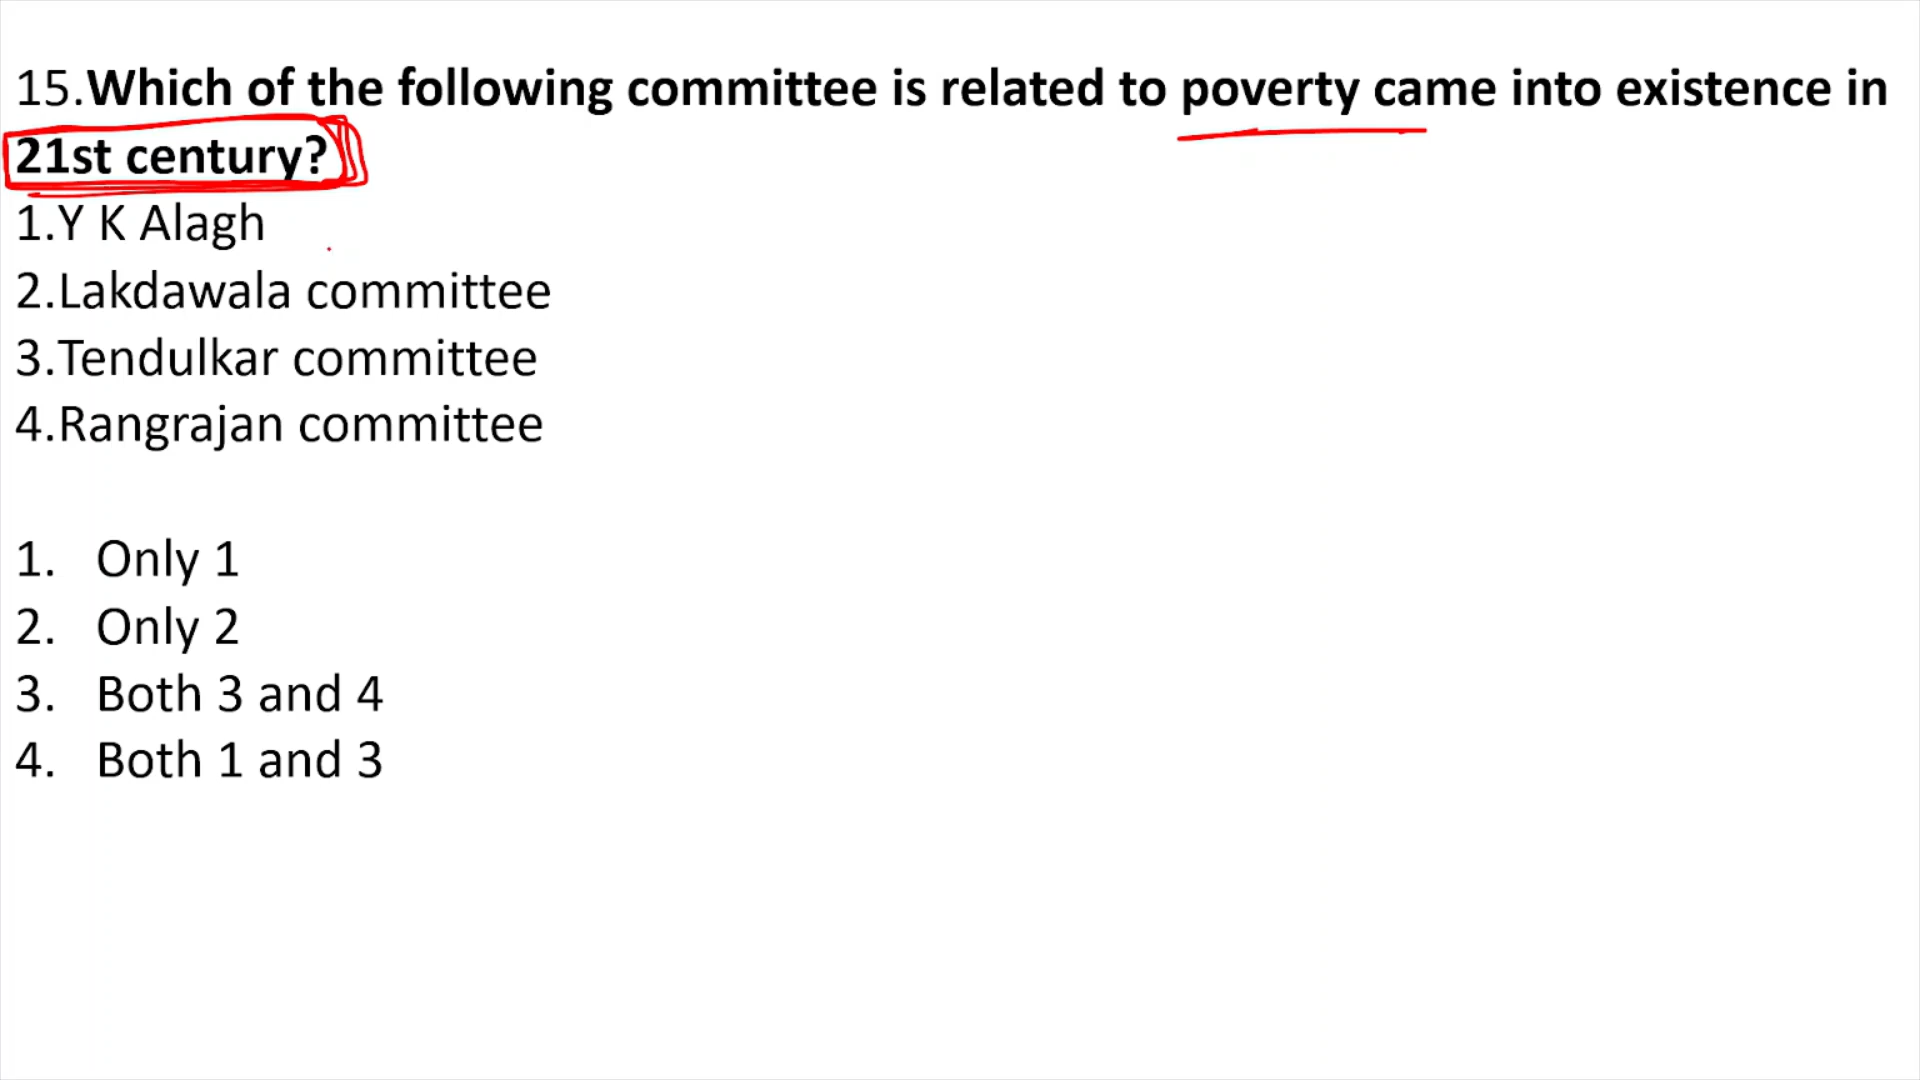 15.Which of the following committee is related to poverty came into existence in
21st century?
1.Y K Alagh
2.Lakdawala committee
3.Tendulkar committee
4.Rangrajan committee
1. Only 1
2. Only 2
3. Both 3 and 4
4. Both 1 and 3